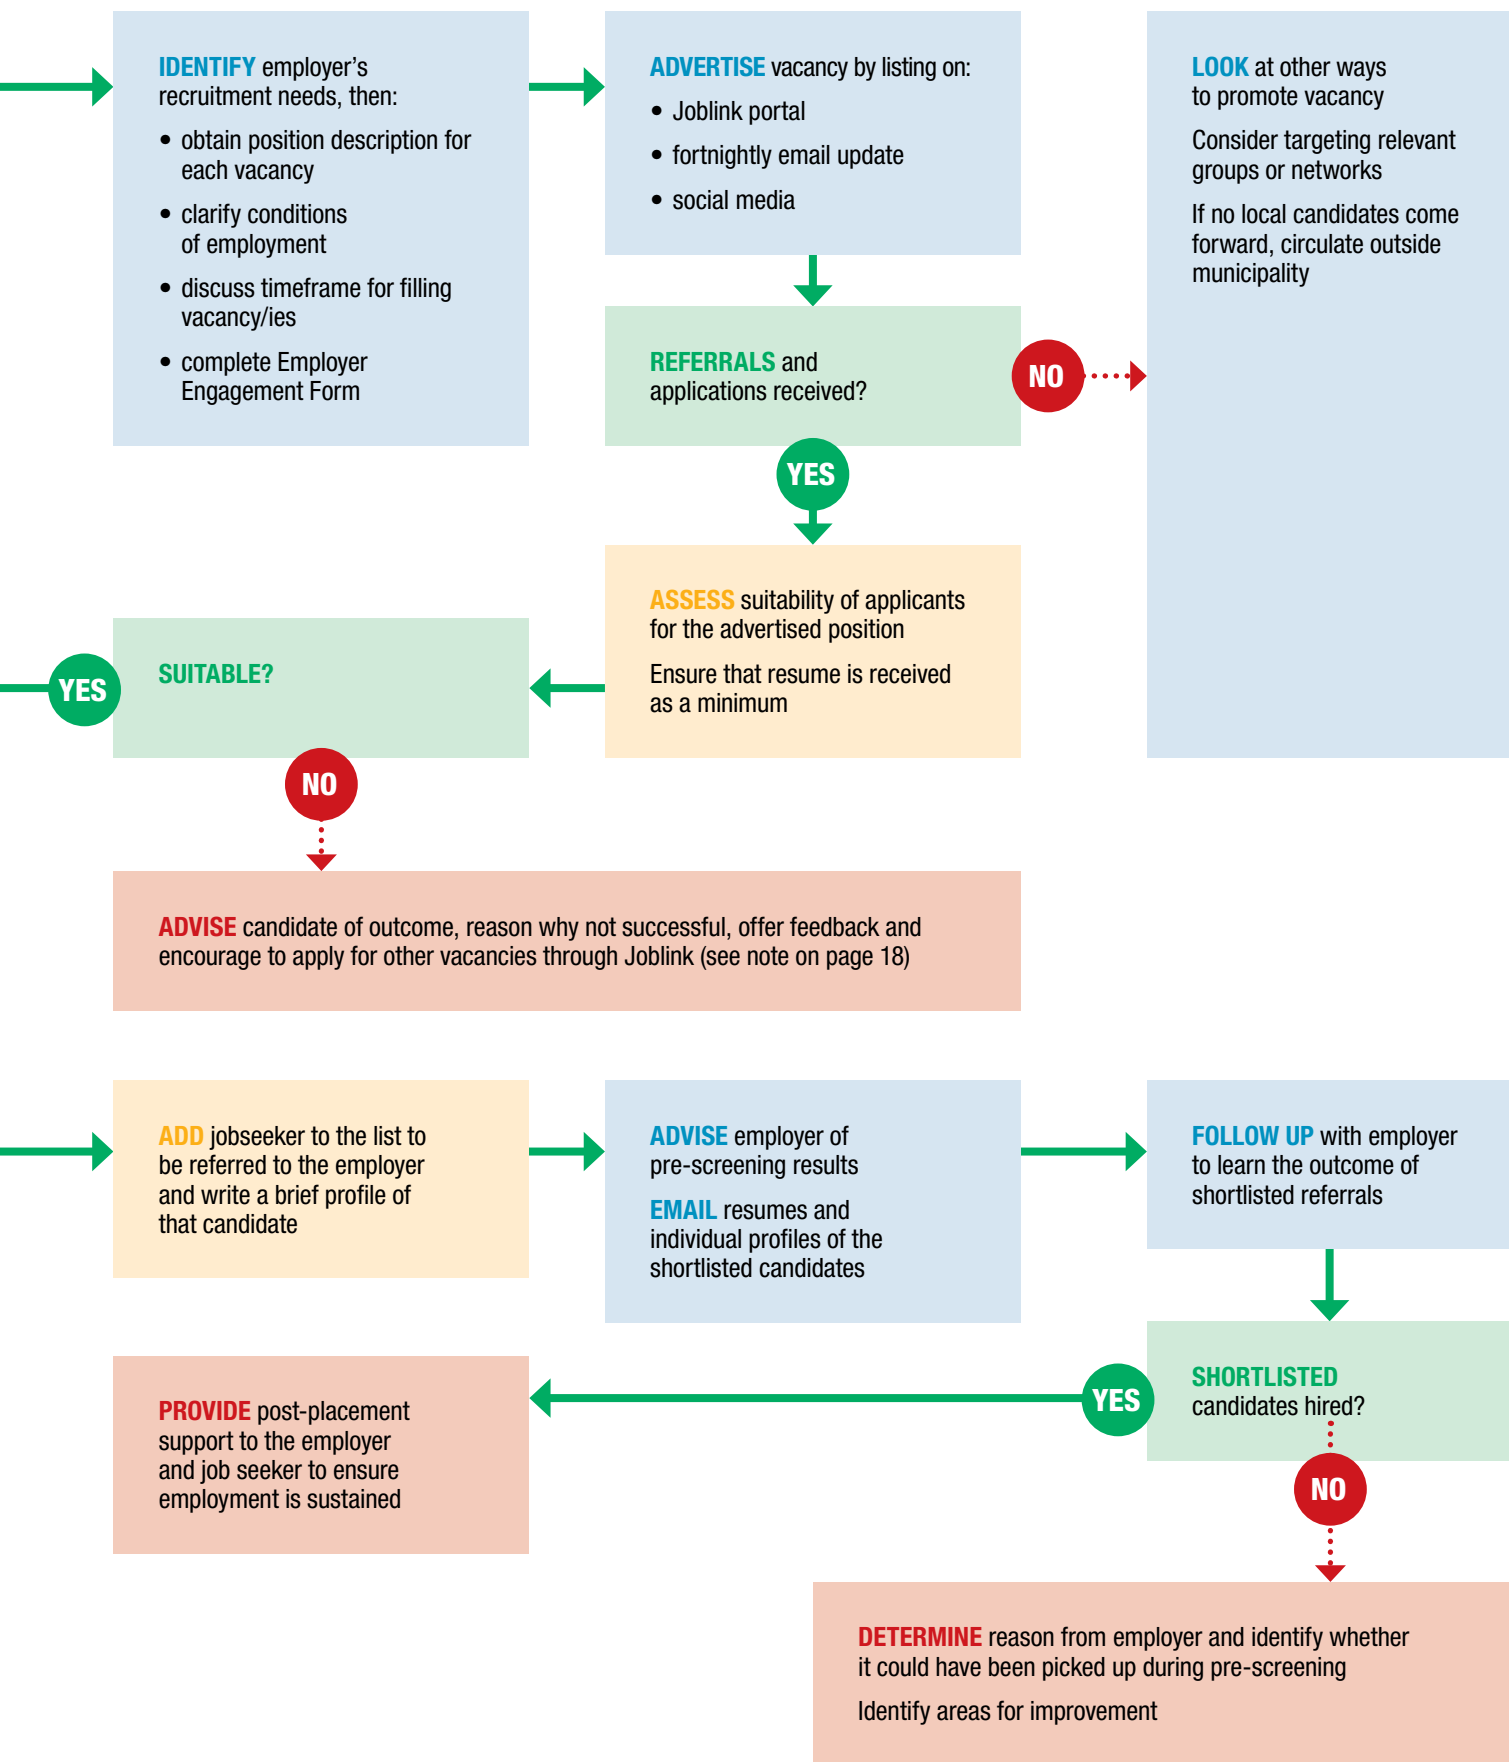 IDENTIFY employer's
recruitment needs, then:
• obtain position description for
each vacancy
• clarify conditions
of employment
• discuss timeframe for filling
vacancy/ies
• complete Employer
Engagement Form
ADVERTISE vacancy by listing on:
• Joblink portal
• fortnightly email update
• social media
LOOK at other ways
to promote vacancy
Consider targeting relevant
groups or networks
If no local candidates come
forward, circulate outside
municipality
REFERRALS and
applications received?
NO
YES
ASSESS suitability of applicants
for the advertised position
Ensure that resume is received
as a minimum
SUITABLE?
YES
NO
ADVISE candidate of outcome, reason why not successful, offer feedback and
encourage to apply for other vacancies through Joblink (see note on page 18)
ADD jobseeker to the list to
be referred to the employer
and write a brief profile of
that candidate
ADVISE employer of
pre-screening results
EMAIL resumes and
individual profiles of the
shortlisted candidates
FOLLOW UP with employer
to learn the outcome of
shortlisted referrals
SHORTLISTED
candidates hired?
YES
NO
PROVIDE post-placement
support to the employer
and job seeker to ensure
employment is sustained
DETERMINE reason from employer and identify whether
it could have been picked up during pre-screening
Identify areas for improvement